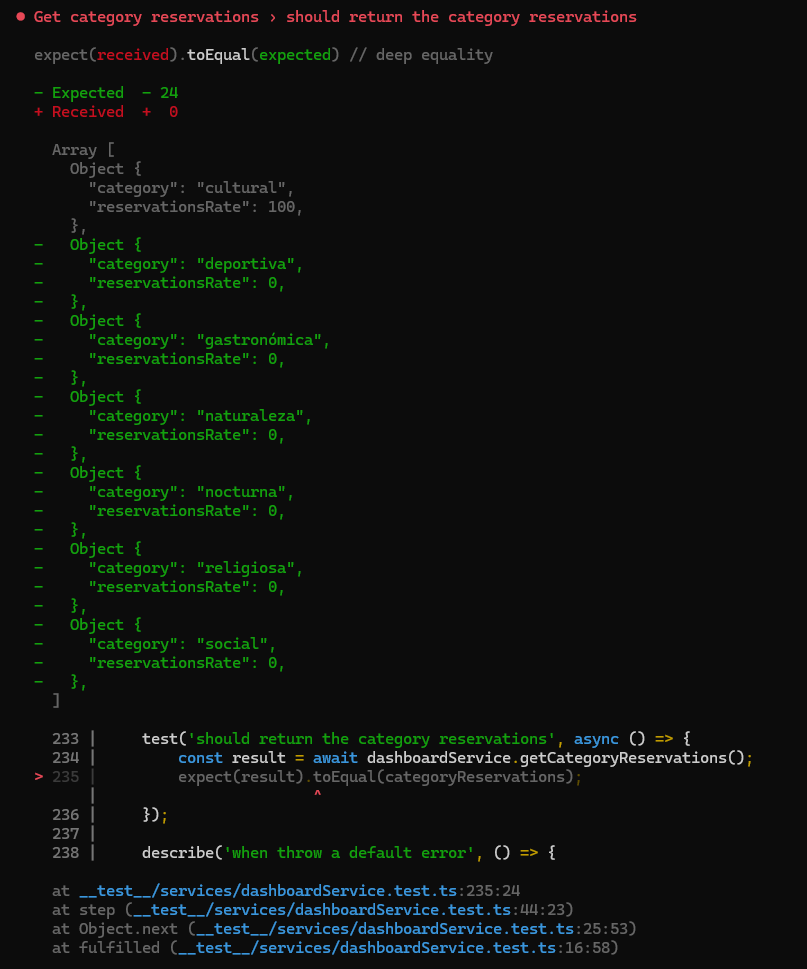 ● Get category reservations › should return the category reservations
expect(received).toEqual(expected) // deep equality
- Expected  - 24
+ Received  +  0
  Array [
    Object {
      "category": "cultural",
      "reservationsRate": 100,
    },
-   Object {
-     "category": "deportiva",
-     "reservationsRate": 0,
-   },
-   Object {
-     "category": "gastronómica",
-     "reservationsRate": 0,
-   },
-   Object {
-     "category": "naturaleza",
-     "reservationsRate": 0,
-   },
-   Object {
-     "category": "nocturna",
-     "reservationsRate": 0,
-   },
-   Object {
-     "category": "religiosa",
-     "reservationsRate": 0,
-   },
-   Object {
-     "category": "social",
-     "reservationsRate": 0,
-   },
  ]
  233 |     test('should return the category reservations', async () => {
  234 |         const result = await dashboardService.getCategoryReservations();
> 235 |         expect(result).toEqual(categoryReservations);
      |                        ^
  236 |     });
  237 |
  238 |     describe('when throw a default error', () => {
  at __test__/services/dashboardService.test.ts:235:24
  at step (__test__/services/dashboardService.test.ts:44:23)
  at Object.next (__test__/services/dashboardService.test.ts:25:53)
  at fulfilled (__test__/services/dashboardService.test.ts:16:58)